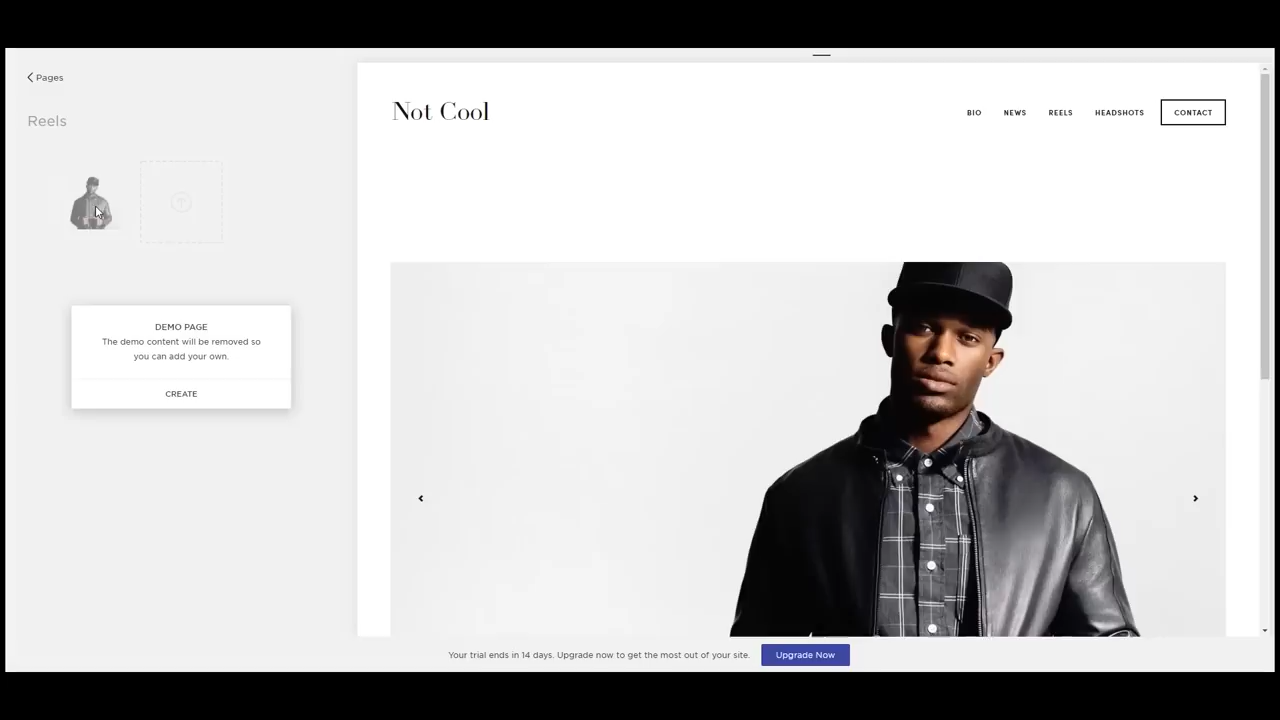 Pages
Reels
DEMO PAGE
The demo content will be removed so
you can add your own.
CREATE
Not Cool
BIO NEWS REELS HEADSHOTS CONTACT
Your trial ends in 14 days. Upgrade now to get the most out of your site. Upgrade Now